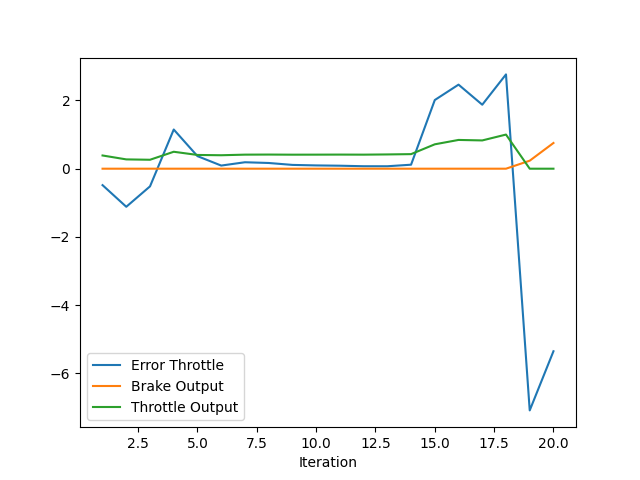 2
0
−2
−4
−6
Error Throttle
Brake Output
Throttle Output
2.5 5.0 7.5 10.0 12.5 15.0 17.5 20.0
Iteration